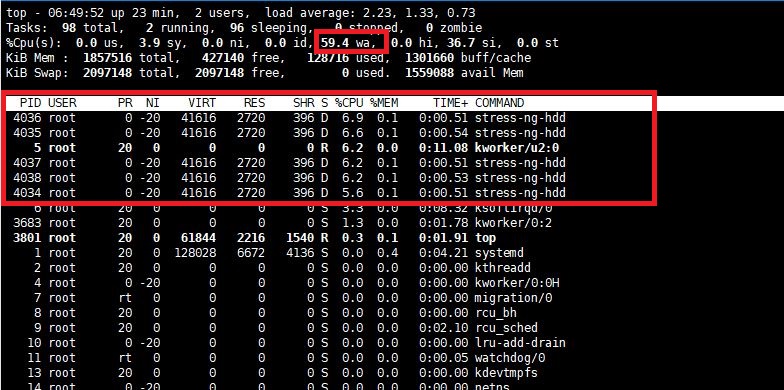 top - 06:49:52 up 23 min,  2 users,  load average: 2.23, 1.33, 0.73
Tasks:  98 total,   2 running,  96 sleeping,   0 stopped,   0 zombie
%Cpu(s):  0.0 us,  3.9 sy,  0.0 ni,  0.0 id, 59.4 wa,  0.0 hi, 36.7 si,  0.0 st
KiB Mem :  1857516 total,   427140 free,   128716 used,  1301660 buff/cache
KiB Swap:  2097148 total,  2097148 free,        0 used.  1559088 avail Mem
PID USER      PR  NI    VIRT    RES    SHR S %CPU %MEM     TIME+ COMMAND
4036 root       0 -20   41616   2720    396 D  6.9  0.1   0:00.51 stress-ng-hdd
4035 root       0 -20   41616   2720    396 D  6.6  0.1   0:00.54 stress-ng-hdd
5 root      20   0       0      0      0 R  6.2  0.0   0:11.08 kworker/u2:0
4037 root       0 -20   41616   2720    396 D  6.2  0.1   0:00.51 stress-ng-hdd
4038 root       0 -20   41616   2720    396 D  6.2  0.1   0:00.53 stress-ng-hdd
4034 root       0 -20   41616   2720    396 D  5.6  0.1   0:00.51 stress-ng-hdd
6 root      20   0       0      0      0 S  3.3  0.0   0:08.32 ksoftirqd/0
3683 root      20   0       0      0      0 S  1.3  0.0   0:01.78 kworker/0:2
3801 root      20   0   61844   2216   1540 R  0.3  0.1   0:01.91 top
1 root      20   0  128028   6672   4136 S  0.0  0.4   0:04.21 systemd
2 root      20   0       0      0      0 S  0.0  0.0   0:00.00 kthreadd
4 root       0 -20       0      0      0 S  0.0  0.0   0:00.00 kworker/0:0H
7 root      rt   0       0      0      0 S  0.0  0.0   0:00.00 migration/0
8 root      20   0       0      0      0 S  0.0  0.0   0:00.00 rcu_bh
9 root      20   0       0      0      0 S  0.0  0.0   0:02.10 rcu_sched
10 root       0 -20       0      0      0 S  0.0  0.0   0:00.00 lru-add-drain
11 root      rt   0       0      0      0 S  0.0  0.0   0:00.05 watchdog/0
13 root      20   0       0      0      0 S  0.0  0.0   0:00.00 kdevtmpfs
14 root       0 -20       0      0      0 S  0.0  0.0   0:00.00 netns